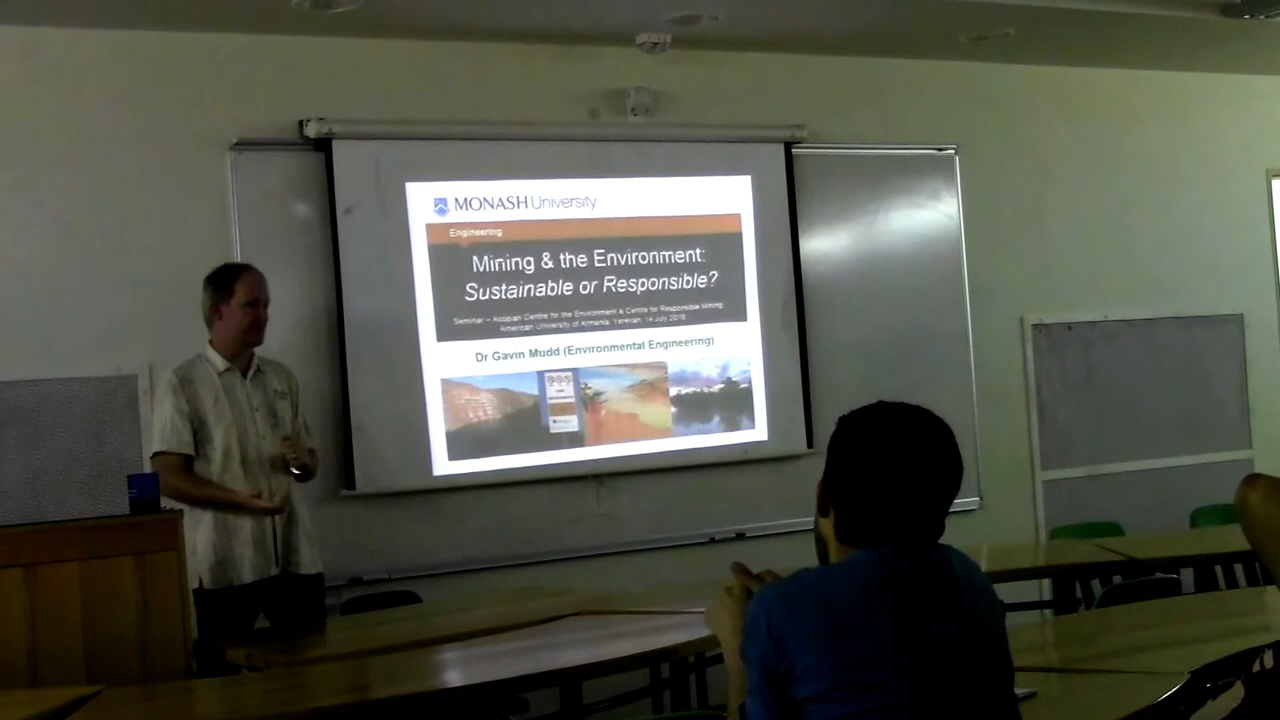 MONASH University
Engineering
Mining & the Environment:
Sustainable or Responsible?
Seminar – Acopian Centre for the Environment & Centre for Responsible Mining,
American University of Armenia, Yerevan, 14 July 2016
Dr Gavin Mudd (Environmental Engineering)